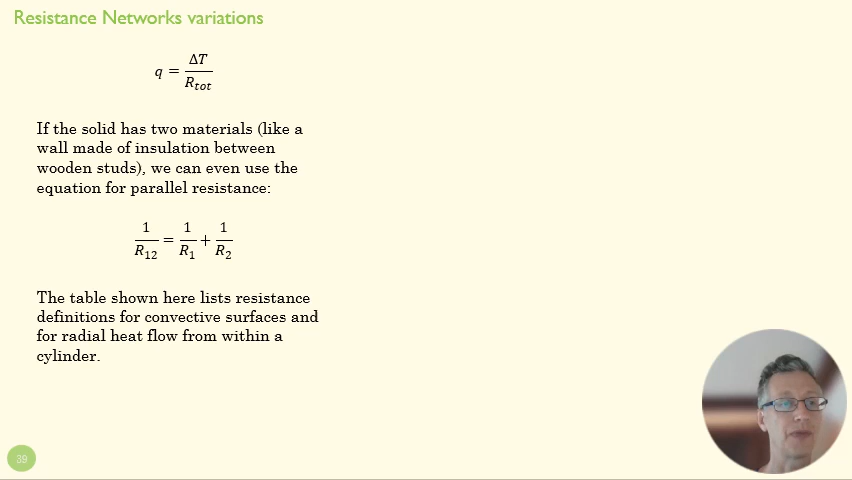 Resistance Networks variations
q = ΔT / R_tot
If the solid has two materials (like a
wall made of insulation between
wooden studs), we can even use the
equation for parallel resistance:
1/R_12 = 1/R_1 + 1/R_2
The table shown here lists resistance
definitions for convective surfaces and
for radial heat flow from within a
cylinder.
39